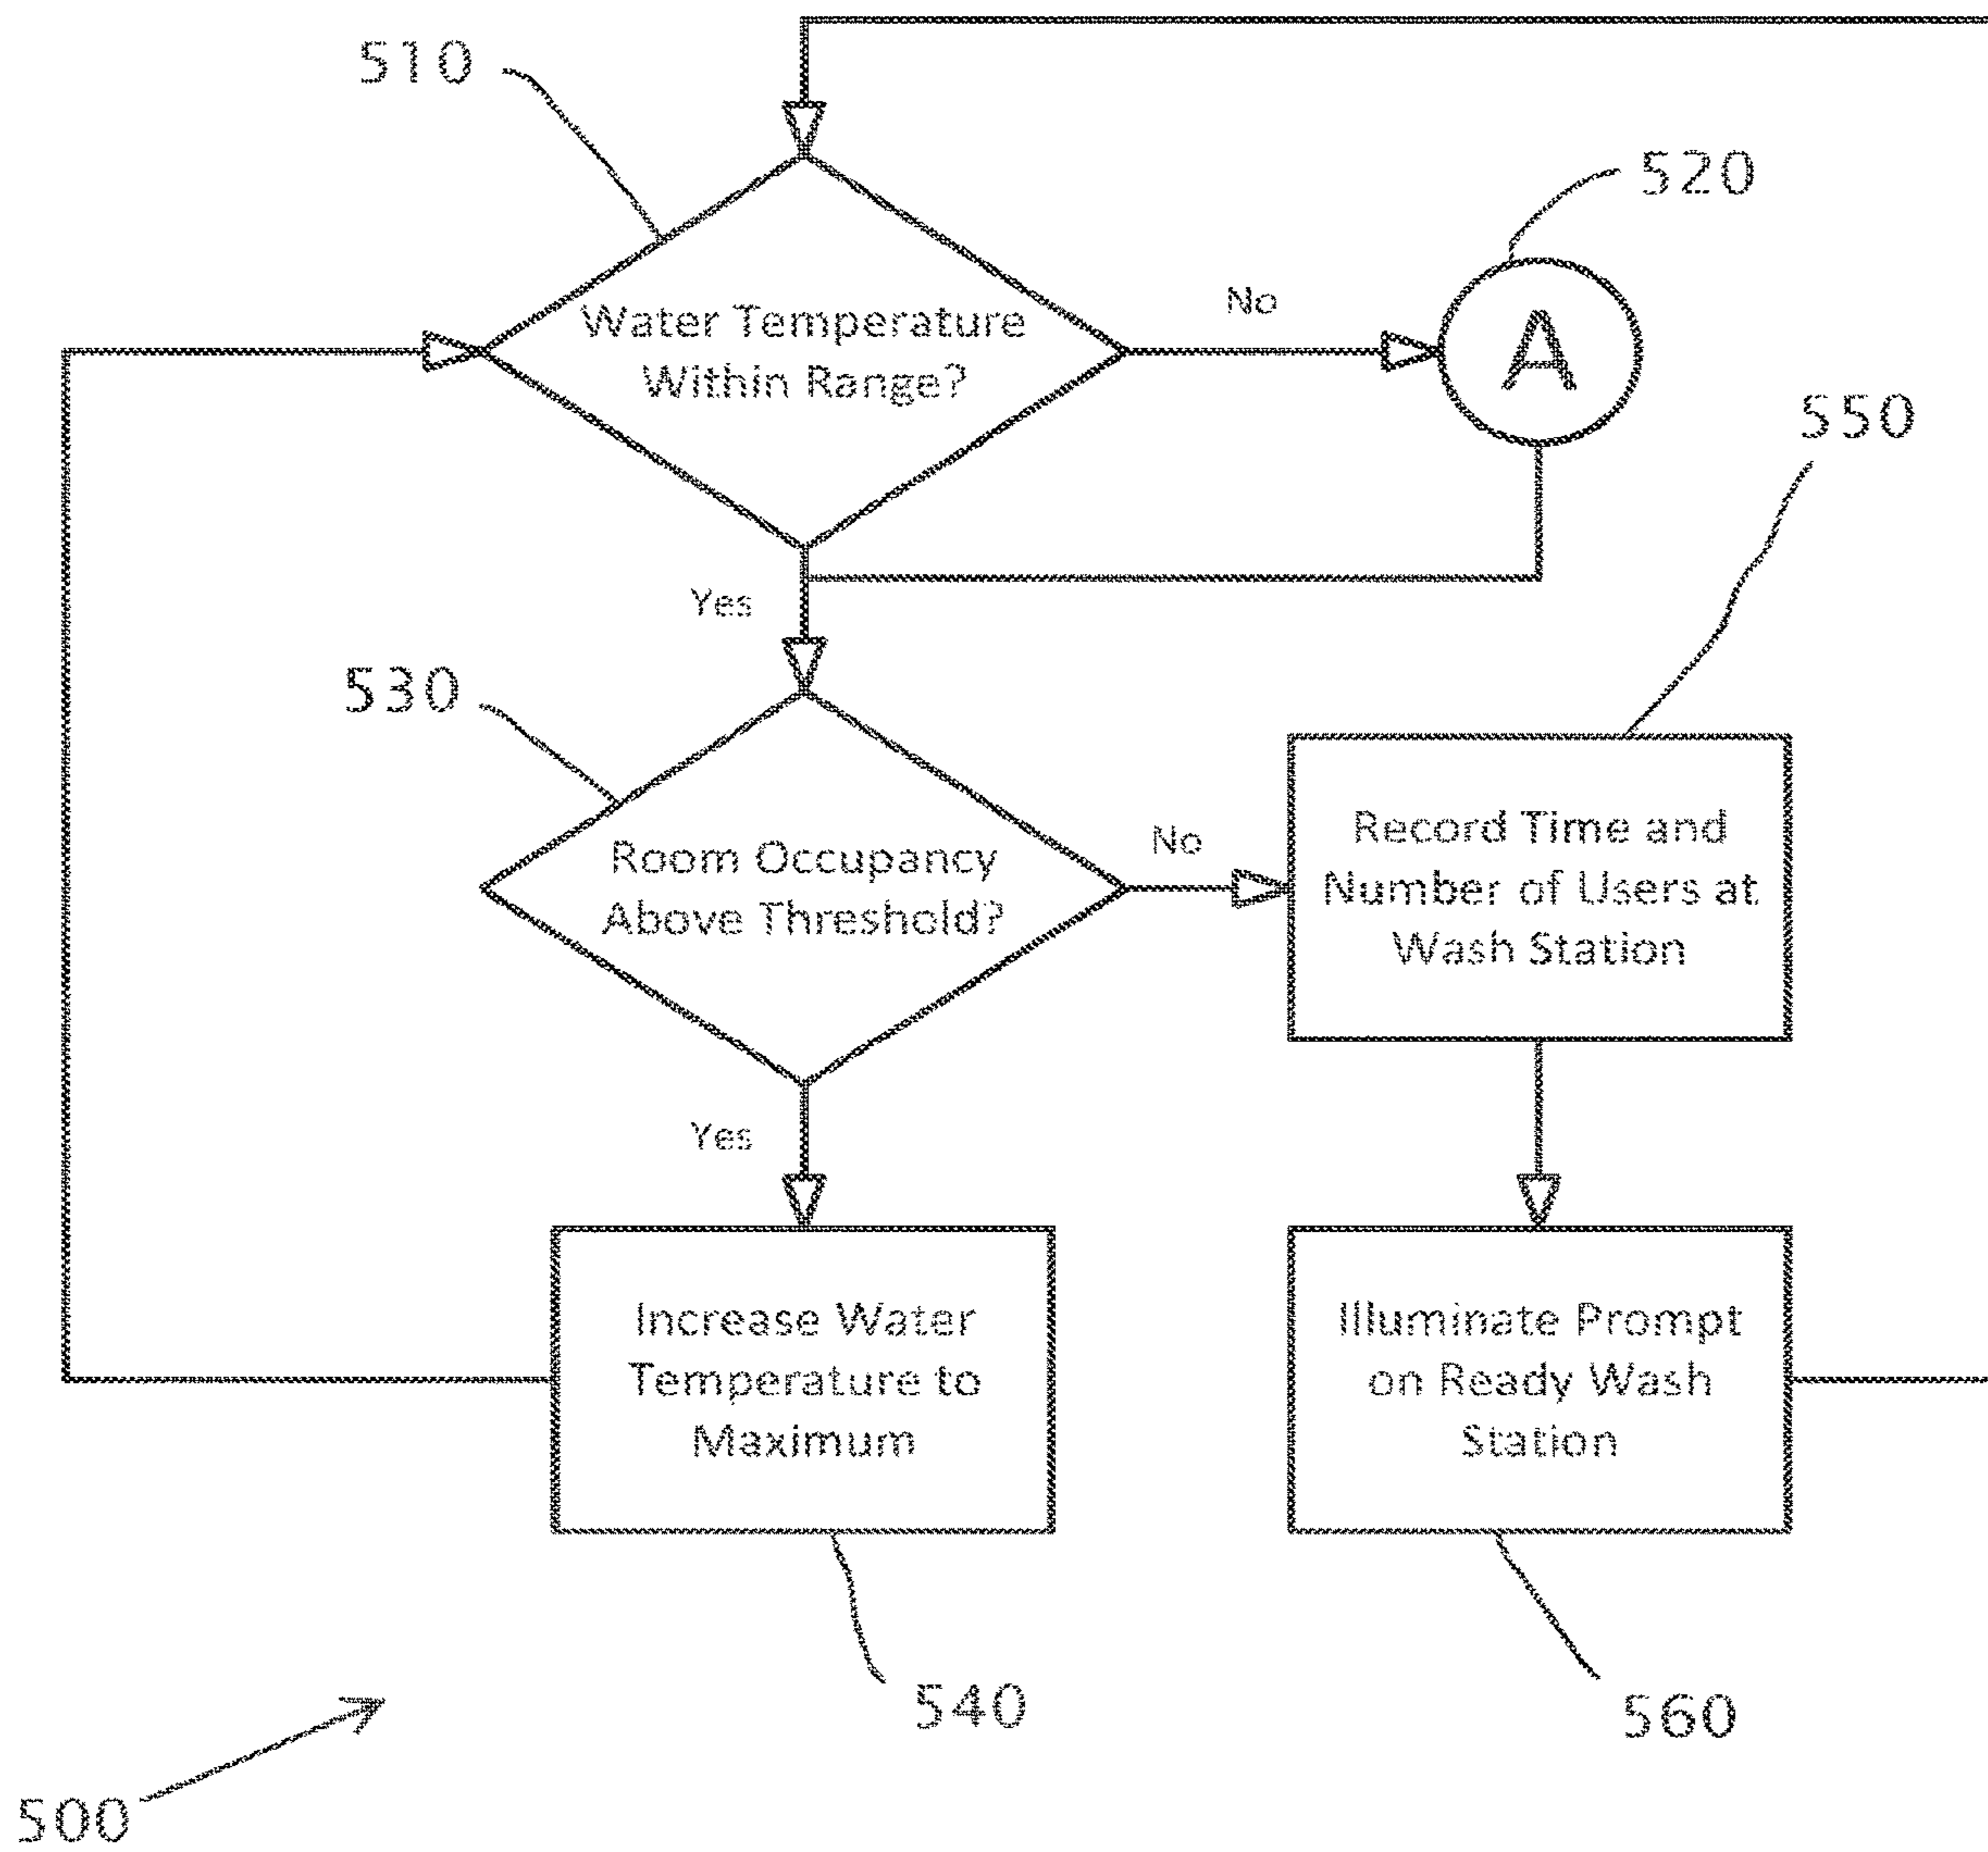 510
520
Water Temperature
Within Range?
No
A
550
Yes
530
Room Occupancy
Above Threshold?
No
Record Time and
Number of Users at
Wash Station
Yes
Increase Water
Temperature to
Maximum
Illuminate Prompt
on Ready Wash
Station
540
560
500